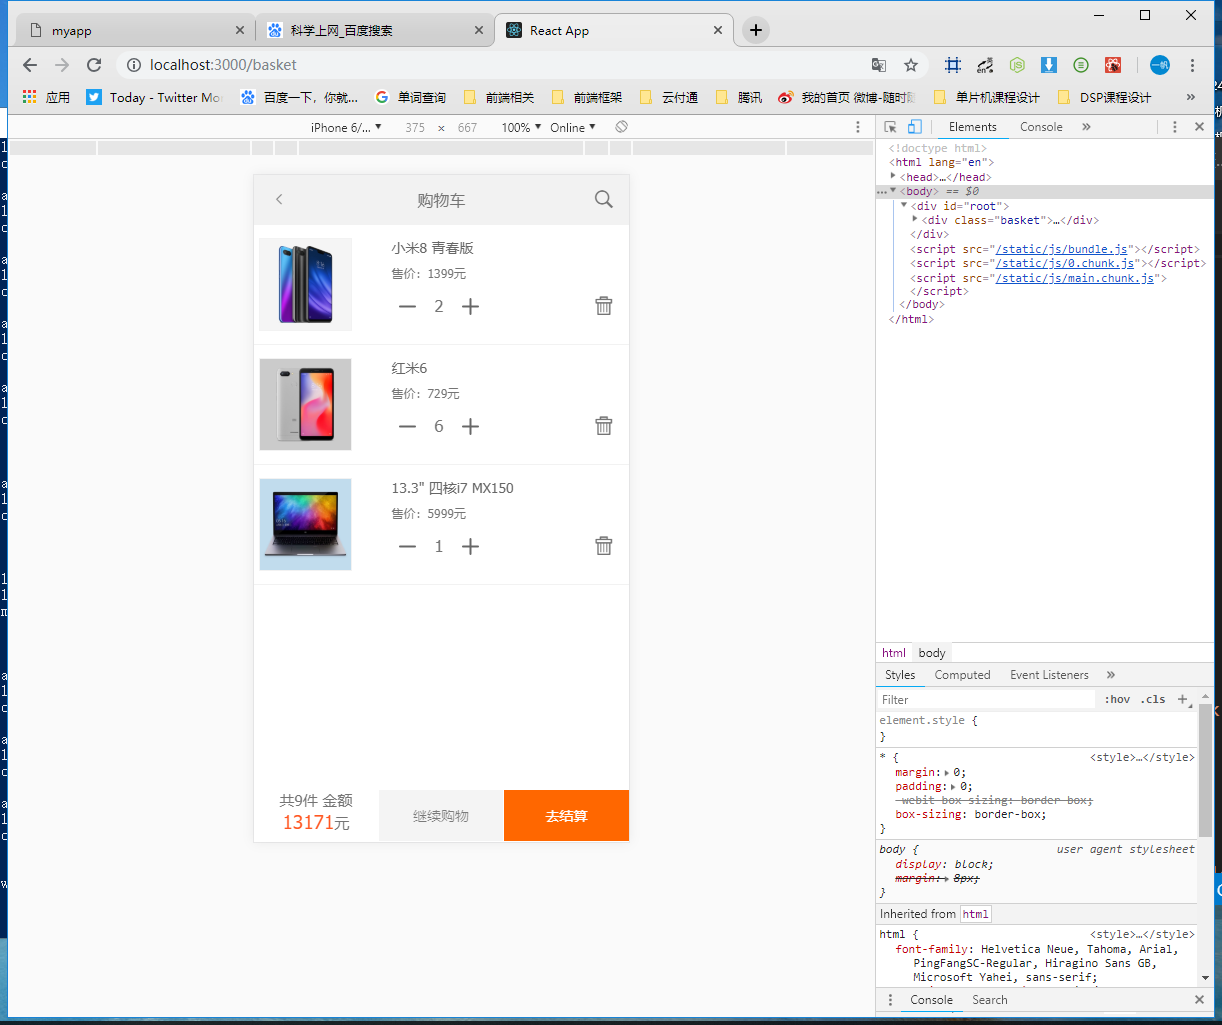 myapp
科学上网_百度搜索
React App
localhost:3000/basket
应用
Today - Twitter Mo
百度一下，你就...
单词查询
前端相关
前端框架
云付通
腾讯
我的首页 微博-随时
单片机课程设计
DSP课程设计
»
iPhone 6/... ▼
375 × 667
100% ▼
Online ▼
Elements
Console
»
<!doctype html>
<html lang="en">
<head>…</head>
<body> == $0
<div id="root">
<div class="basket">…</div>
</div>
<script src="/static/js/bundle.js"></script>
<script src="/static/js/0.chunk.js"></script>
<script src="/static/js/main.chunk.js">
</script>
</body>
</html>
购物车
小米8 青春版
售价：1399元
2
红米6
售价：729元
6
13.3" 四核i7 MX150
售价：5999元
1
共9件 金额
13171元
继续购物
去结算
html
body
Styles
Computed
Event Listeners
»
Filter
:hov
.cls
+
element.style {
}
* {
<style>…</style>
margin: 0;
padding: 0;
-webit-box-sizing: border-box;
box-sizing: border-box;
}
body {
user agent stylesheet
display: block;
margin: 8px;
}
Inherited from html
html {
<style>…</style>
font-family: Helvetica Neue, Tahoma, Arial,
PingFangSC-Regular, Hiragino Sans GB,
Microsoft Yahei, sans-serif;
Console
Search